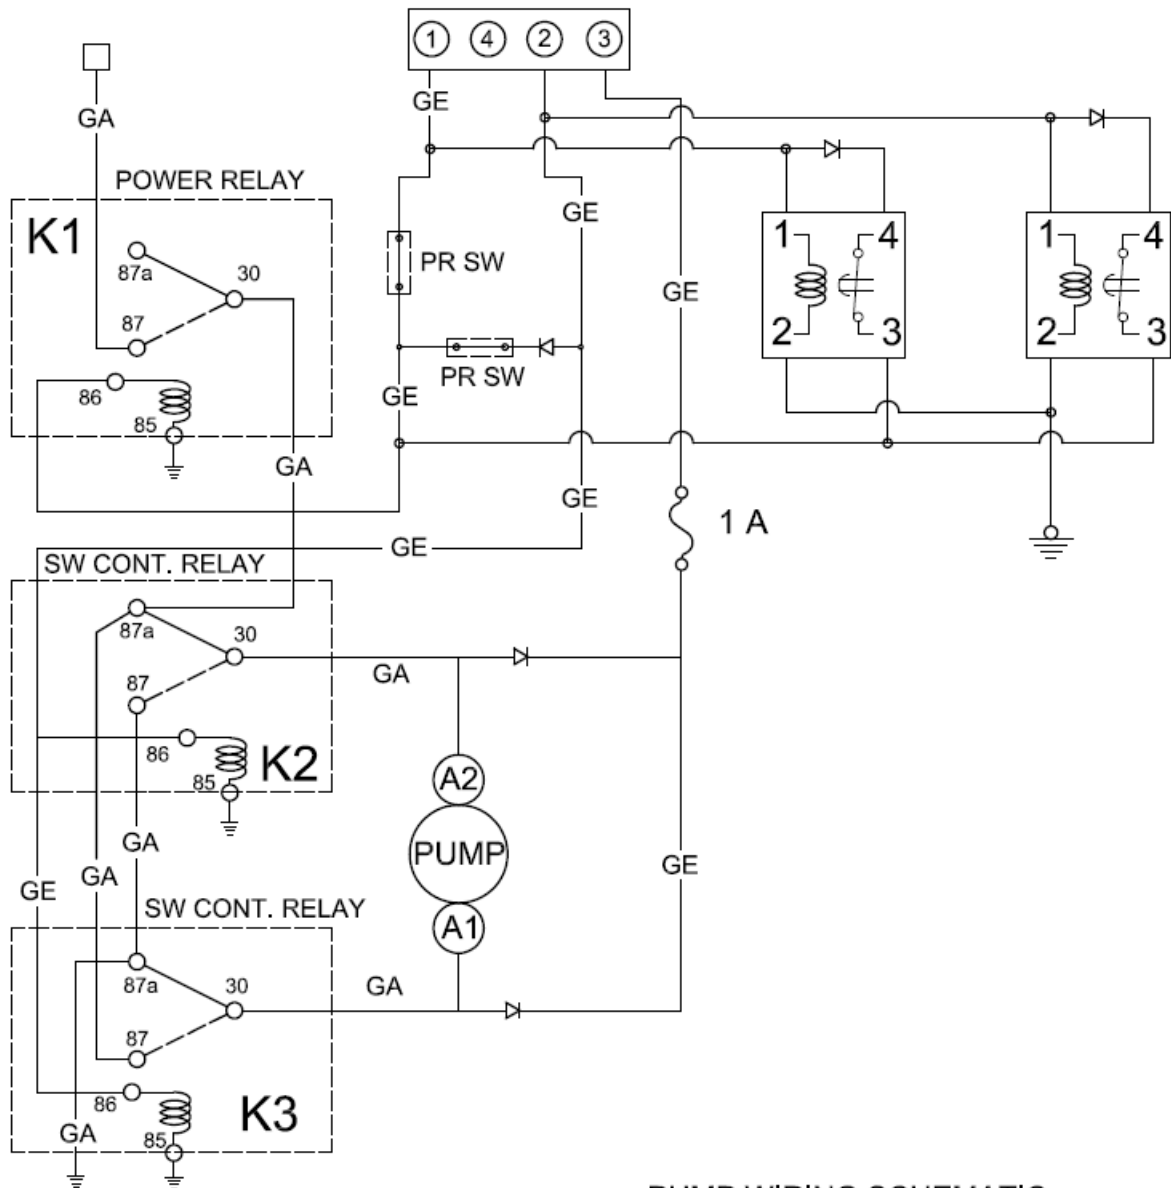 1 4 2 3
GE
GA
POWER RELAY
K1
87a
30
87
86
85
GA
GE
PR SW
PR SW
GE
GE
GE
1 4
2 3
1 4
2 3
1 A
GE
SW CONT. RELAY
87a
30
87
86
85
K2
GA
A2
PUMP
A1
GA
GA
GE
GE
SW CONT. RELAY
87a
30
87
86
85
K3
GA
GA
PUMP WIRING SCHEMATIC